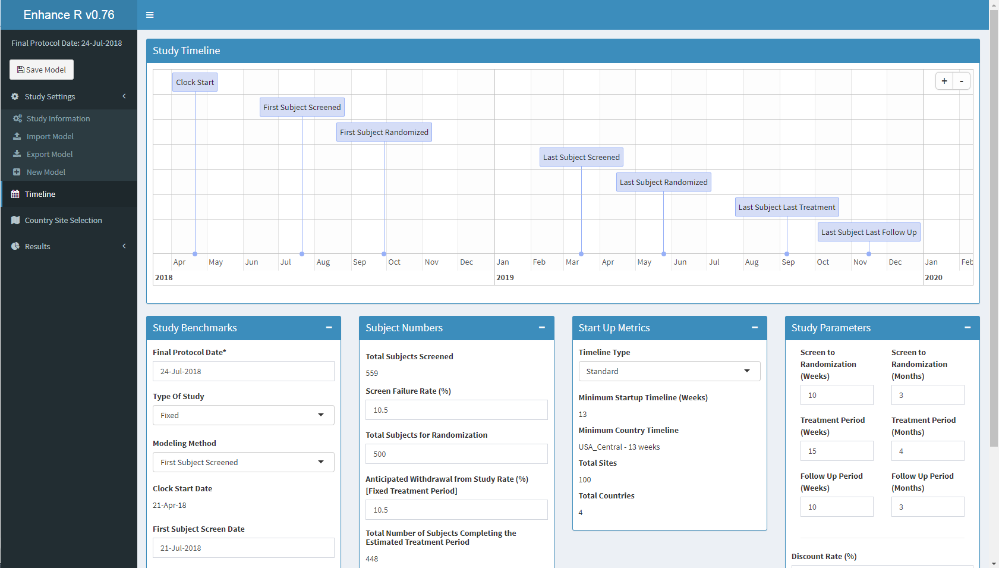 Enhance R v0.76
Final Protocol Date: 24-Jul-2018
Save Model
Study Settings
Study Information
Import Model
Export Model
New Model
Timeline
Country Site Selection
Results
Study Timeline
+ -
Clock Start
First Subject Screened
First Subject Randomized
Last Subject Screened
Last Subject Randomized
Last Subject Last Treatment
Last Subject Last Follow Up
Apr May Jun Jul Aug Sep Oct Nov Dec Jan Feb Mar Apr May Jun Jul Aug Sep Oct Nov Dec Jan Feb
2018 2019 2020
Study Benchmarks
Final Protocol Date*
24-Jul-2018
Type Of Study
Fixed
Modeling Method
First Subject Screened
Clock Start Date
21-Apr-18
First Subject Screen Date
21-Jul-2018
Subject Numbers
Total Subjects Screened
559
Screen Failure Rate (%)
10.5
Total Subjects for Randomization
500
Anticipated Withdrawal from Study Rate (%)
[Fixed Treatment Period]
10.5
Total Number of Subjects Completing the
Estimated Treatment Period
448
Start Up Metrics
Timeline Type
Standard
Minimum Startup Timeline (Weeks)
13
Minimum Country Timeline
USA_Central - 13 weeks
Total Sites
100
Total Countries
4
Study Parameters
Screen to
Randomization
(Weeks)
10
Screen to
Randomization
(Months)
3
Treatment Period
(Weeks)
15
Treatment Period
(Months)
4
Follow Up Period
(Weeks)
10
Follow Up Period
(Months)
3
Discount Rate (%)